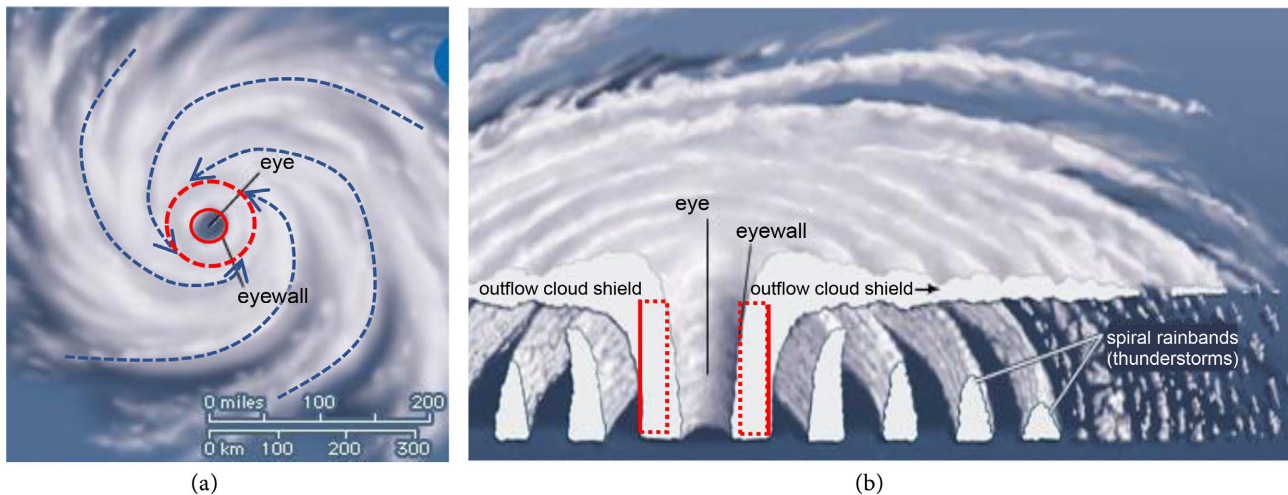 eye
eyewall
0 miles 100 200
0 km 100 200 300
(a)
eye
eyewall
outflow cloud shield
outflow cloud shield
spiral rainbands
(thunderstorms)
(b)